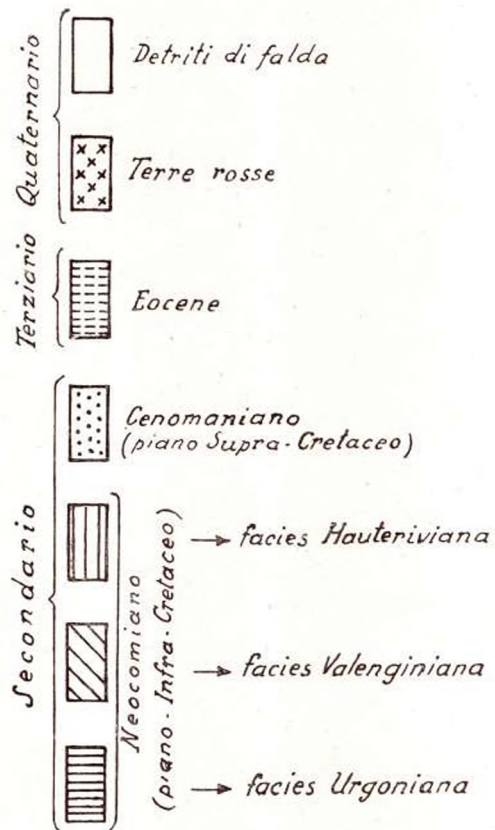 Quaternario
Detriti di falda
Terre rosse
Terziario
Eocene
Secondario
Cenomaniano
(piano Supra-Cretaceo)
Neocomiano
(piano-Infra-Cretaceo)
→ facies Hauteriviana
→ facies Valenginiana
→ facies Urgoniana